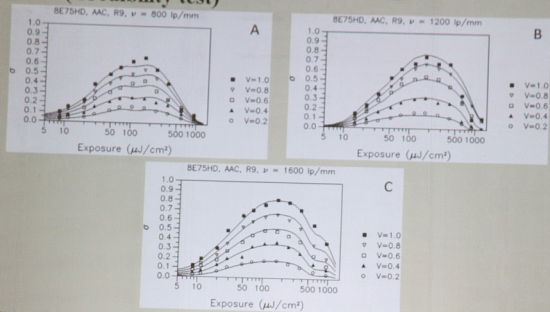 8E75HD, AAC, R9, ν = 800 lp/mm
A
σ
1.0
0.9
0.8
0.7
0.6
0.5
0.4
0.3
0.2
0.1
0.0
5 10 50 100 500 1000
Exposure (μJ/cm²)
V=1.0
V=0.8
V=0.6
V=0.4
V=0.2
8E75HD, AAC, R9, ν = 1200 lp/mm
B
σ
1.0
0.9
0.8
0.7
0.6
0.5
0.4
0.3
0.2
0.1
0.0
5 10 50 100 500 1000
Exposure (μJ/cm²)
V=1.0
V=0.8
V=0.6
V=0.4
V=0.2
8E75HD, AAC, R9, ν = 1600 lp/mm
C
σ
1.0
0.9
0.8
0.7
0.6
0.5
0.4
0.3
0.2
0.1
0.0
5 10 50 100 500 1000
Exposure (μJ/cm²)
V=1.0
V=0.8
V=0.6
V=0.4
V=0.2